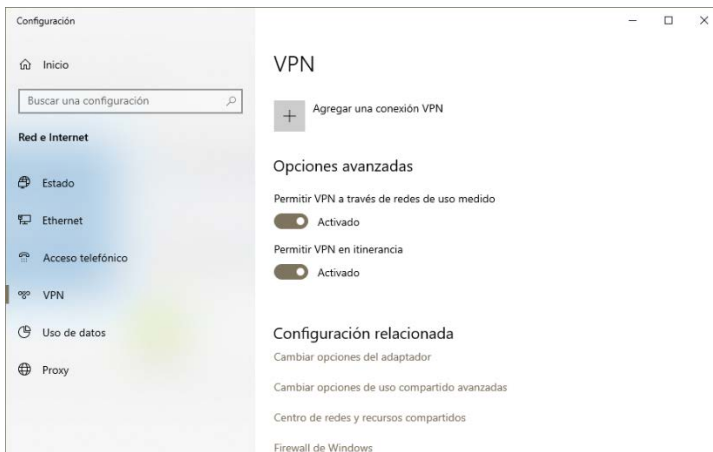 Configuración
Inicio
Buscar una configuración
Red e Internet
Estado
Ethernet
Acceso telefónico
VPN
Uso de datos
Proxy
VPN
Agregar una conexión VPN
Opciones avanzadas
Permitir VPN a través de redes de uso medido
Activado
Permitir VPN en itinerancia
Activado
Configuración relacionada
Cambiar opciones del adaptador
Cambiar opciones de uso compartido avanzadas
Centro de redes y recursos compartidos
Firewall de Windows